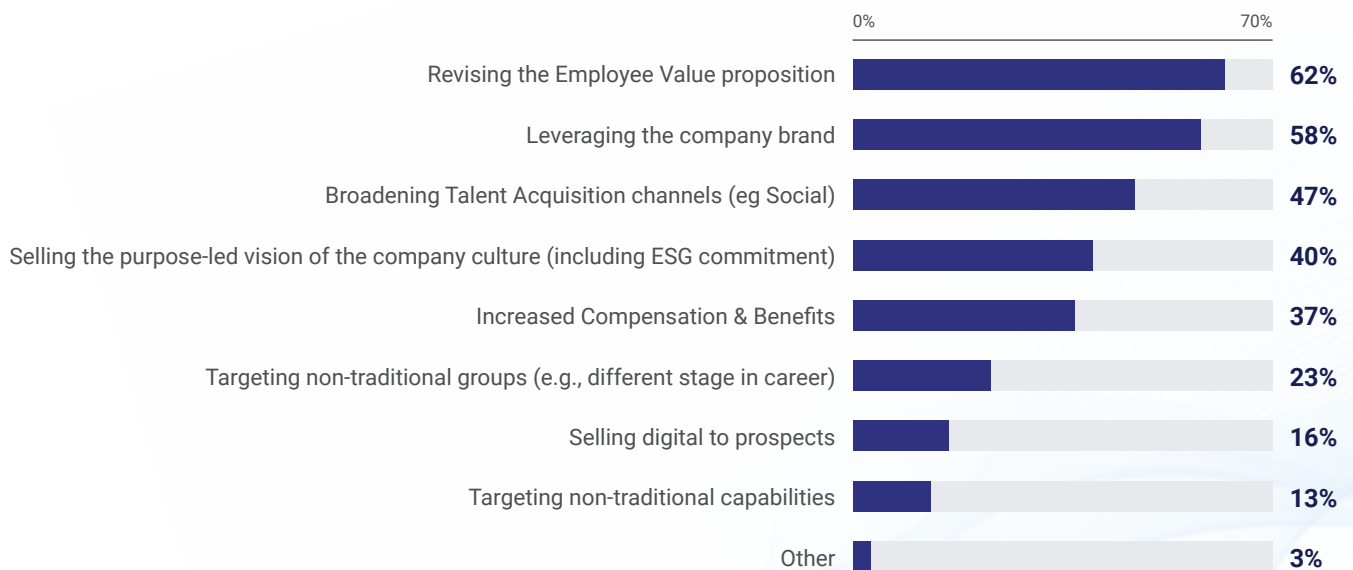 0% 70%
Revising the Employee Value proposition 62%
Leveraging the company brand 58%
Broadening Talent Acquisition channels (eg Social) 47%
Selling the purpose-led vision of the company culture (including ESG commitment) 40%
Increased Compensation & Benefits 37%
Targeting non-traditional groups (e.g., different stage in career) 23%
Selling digital to prospects 16%
Targeting non-traditional capabilities 13%
Other 3%